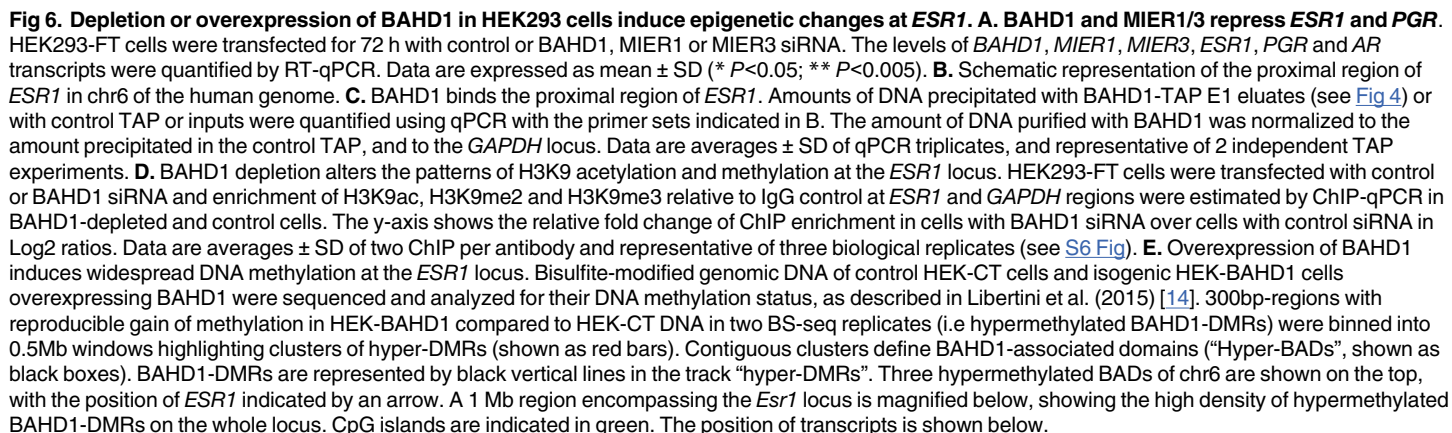 Fig 6. Depletion or overexpression of BAHD1 in HEK293 cells induce epigenetic changes at ESR1. A. BAHD1 and MIER1/3 repress ESR1 and PGR.
HEK293-FT cells were transfected for 72 h with control or BAHD1, MIER1 or MIER3 siRNA. The levels of BAHD1, MIER1, MIER3, ESR1, PGR and AR
transcripts were quantified by RT-qPCR. Data are expressed as mean ± SD (* P<0.05; ** P<0.005). B. Schematic representation of the proximal region of
ESR1 in chr6 of the human genome. C. BAHD1 binds the proximal region of ESR1. Amounts of DNA precipitated with BAHD1-TAP E1 eluates (see Fig 4) or
with control TAP or inputs were quantified using qPCR with the primer sets indicated in B. The amount of DNA purified with BAHD1 was normalized to the
amount precipitated in the control TAP, and to the GAPDH locus. Data are averages ± SD of qPCR triplicates, and representative of 2 independent TAP
experiments. D. BAHD1 depletion alters the patterns of H3K9 acetylation and methylation at the ESR1 locus. HEK293-FT cells were transfected with control
or BAHD1 siRNA and enrichment of H3K9ac, H3K9me2 and H3K9me3 relative to IgG control at ESR1 and GAPDH regions were estimated by ChIP-qPCR in
BAHD1-depleted and control cells. The y-axis shows the relative fold change of ChIP enrichment in cells with BAHD1 siRNA over cells with control siRNA in
Log2 ratios. Data are averages ± SD of two ChIP per antibody and representative of three biological replicates (see S6 Fig). E. Overexpression of BAHD1
induces widespread DNA methylation at the ESR1 locus. Bisulfite-modified genomic DNA of control HEK-CT cells and isogenic HEK-BAHD1 cells
overexpressing BAHD1 were sequenced and analyzed for their DNA methylation status, as described in Libertini et al. (2015) [14]. 300bp-regions with
reproducible gain of methylation in HEK-BAHD1 compared to HEK-CT DNA in two BS-seq replicates (i.e hypermethylated BAHD1-DMRs) were binned into
0.5Mb windows highlighting clusters of hyper-DMRs (shown as red bars). Contiguous clusters define BAHD1-associated domains ("Hyper-BADs", shown as
black boxes). BAHD1-DMRs are represented by black vertical lines in the track "hyper-DMRs". Three hypermethylated BADs of chr6 are shown on the top,
with the position of ESR1 indicated by an arrow. A 1 Mb region encompassing the Esr1 locus is magnified below, showing the high density of hypermethylated
BAHD1-DMRs on the whole locus. CpG islands are indicated in green. The position of transcripts is shown below.